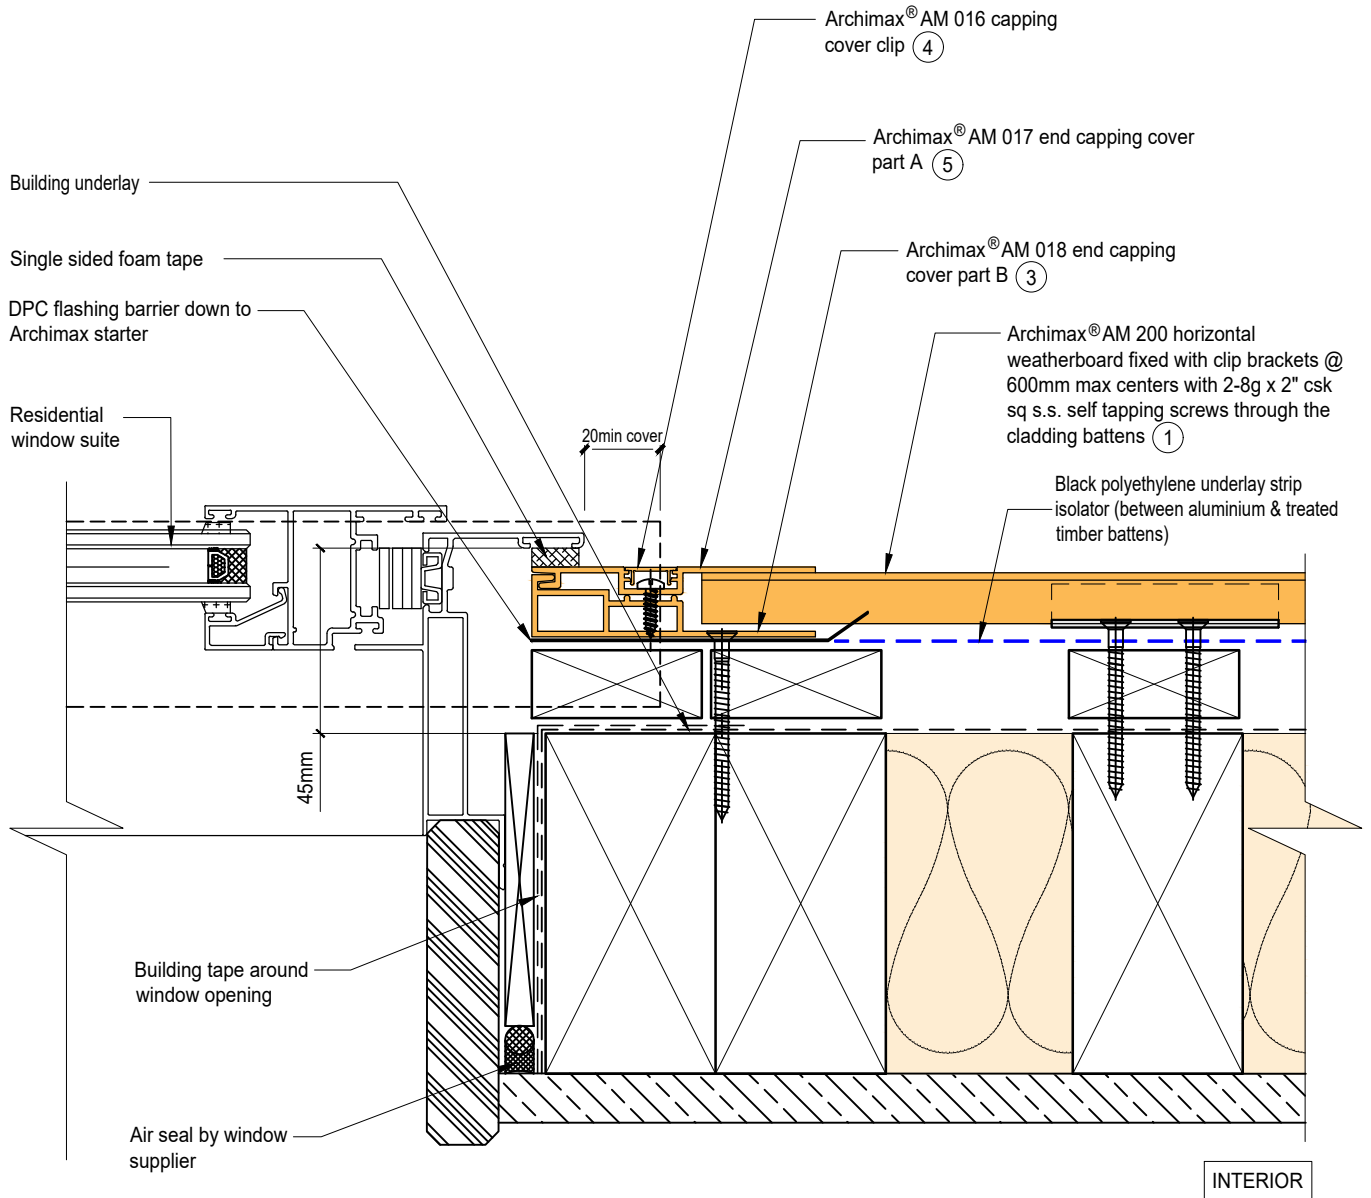 Archimax® AM 016 capping
cover clip 4
Archimax® AM 017 end capping cover
part A 5
Building underlay
Single sided foam tape
Archimax® AM 018 end capping
cover part B 3
DPC flashing barrier down to
Archimax starter
Archimax® AM 200 horizontal
weatherboard fixed with clip brackets @
600mm max centers with 2-8g x 2" csk
sq s.s. self tapping screws through the
cladding battens 1
Residential
window suite
20min cover
Black polyethylene underlay strip
isolator (between aluminium & treated
timber battens)
45mm
Building tape around
window opening
Air seal by window
supplier
INTERIOR